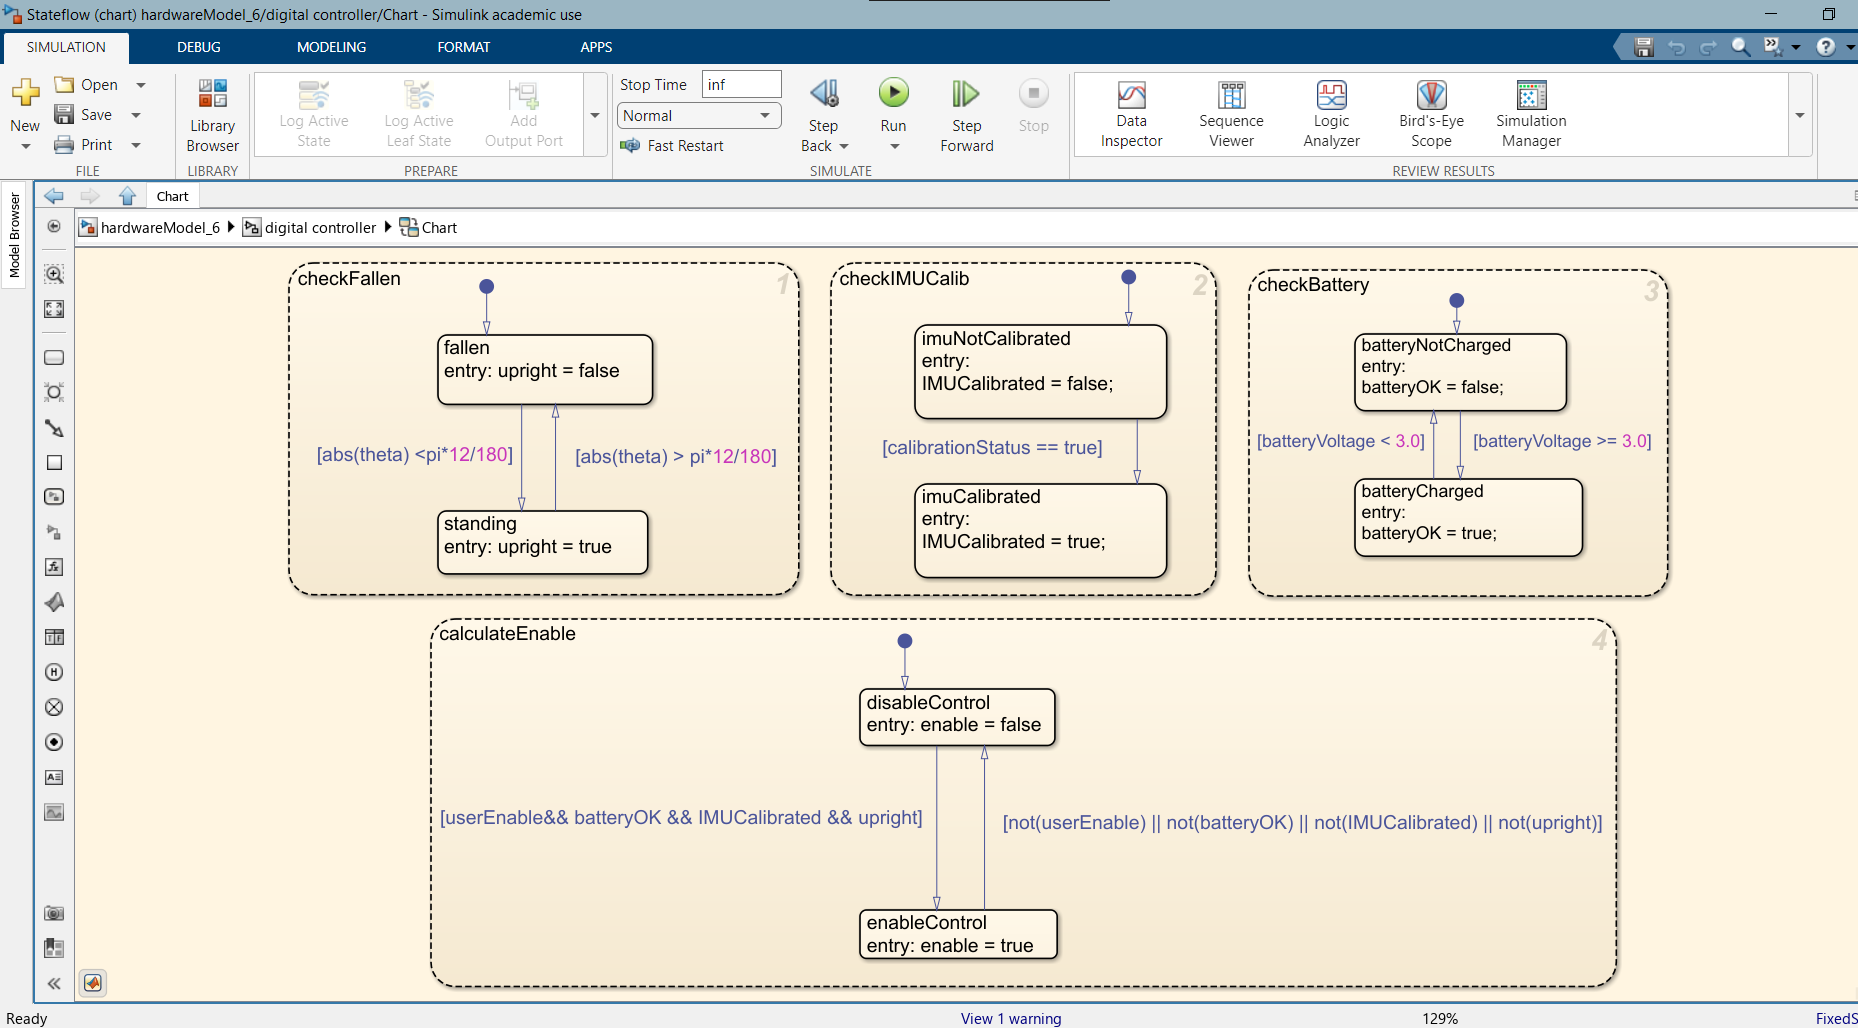 Stateflow (chart) hardwareModel_6/digital controller/Chart - Simulink academic use
SIMULATION DEBUG MODELING FORMAT APPS
New
Open
Save
Print
FILE
Library
Browser
LIBRARY
Log Active
State
Log Active
Leaf State
Add
Output Port
PREPARE
Stop Time inf
Normal
Fast Restart
Step
Back
Run
Step
Forward
Stop
SIMULATE
Data
Inspector
Sequence
Viewer
Logic
Analyzer
Bird's-Eye
Scope
Simulation
Manager
REVIEW RESULTS
Model Browser
Chart
hardwareModel_6 digital controller Chart
checkFallen
1
fallen
entry: upright = false
[abs(theta) <pi*12/180]
[abs(theta) > pi*12/180]
standing
entry: upright = true
checkIMUCalib
2
imuNotCalibrated
entry:
IMUCalibrated = false;
[calibrationStatus == true]
imuCalibrated
entry:
IMUCalibrated = true;
checkBattery
3
batteryNotCharged
entry:
batteryOK = false;
[batteryVoltage < 3.0]
[batteryVoltage >= 3.0]
batteryCharged
entry:
batteryOK = true;
calculateEnable
4
disableControl
entry: enable = false
[userEnable&& batteryOK && IMUCalibrated && upright]
[not(userEnable) || not(batteryOK) || not(IMUCalibrated) || not(upright)]
enableControl
entry: enable = true
Ready
View 1 warning
129%
FixedS